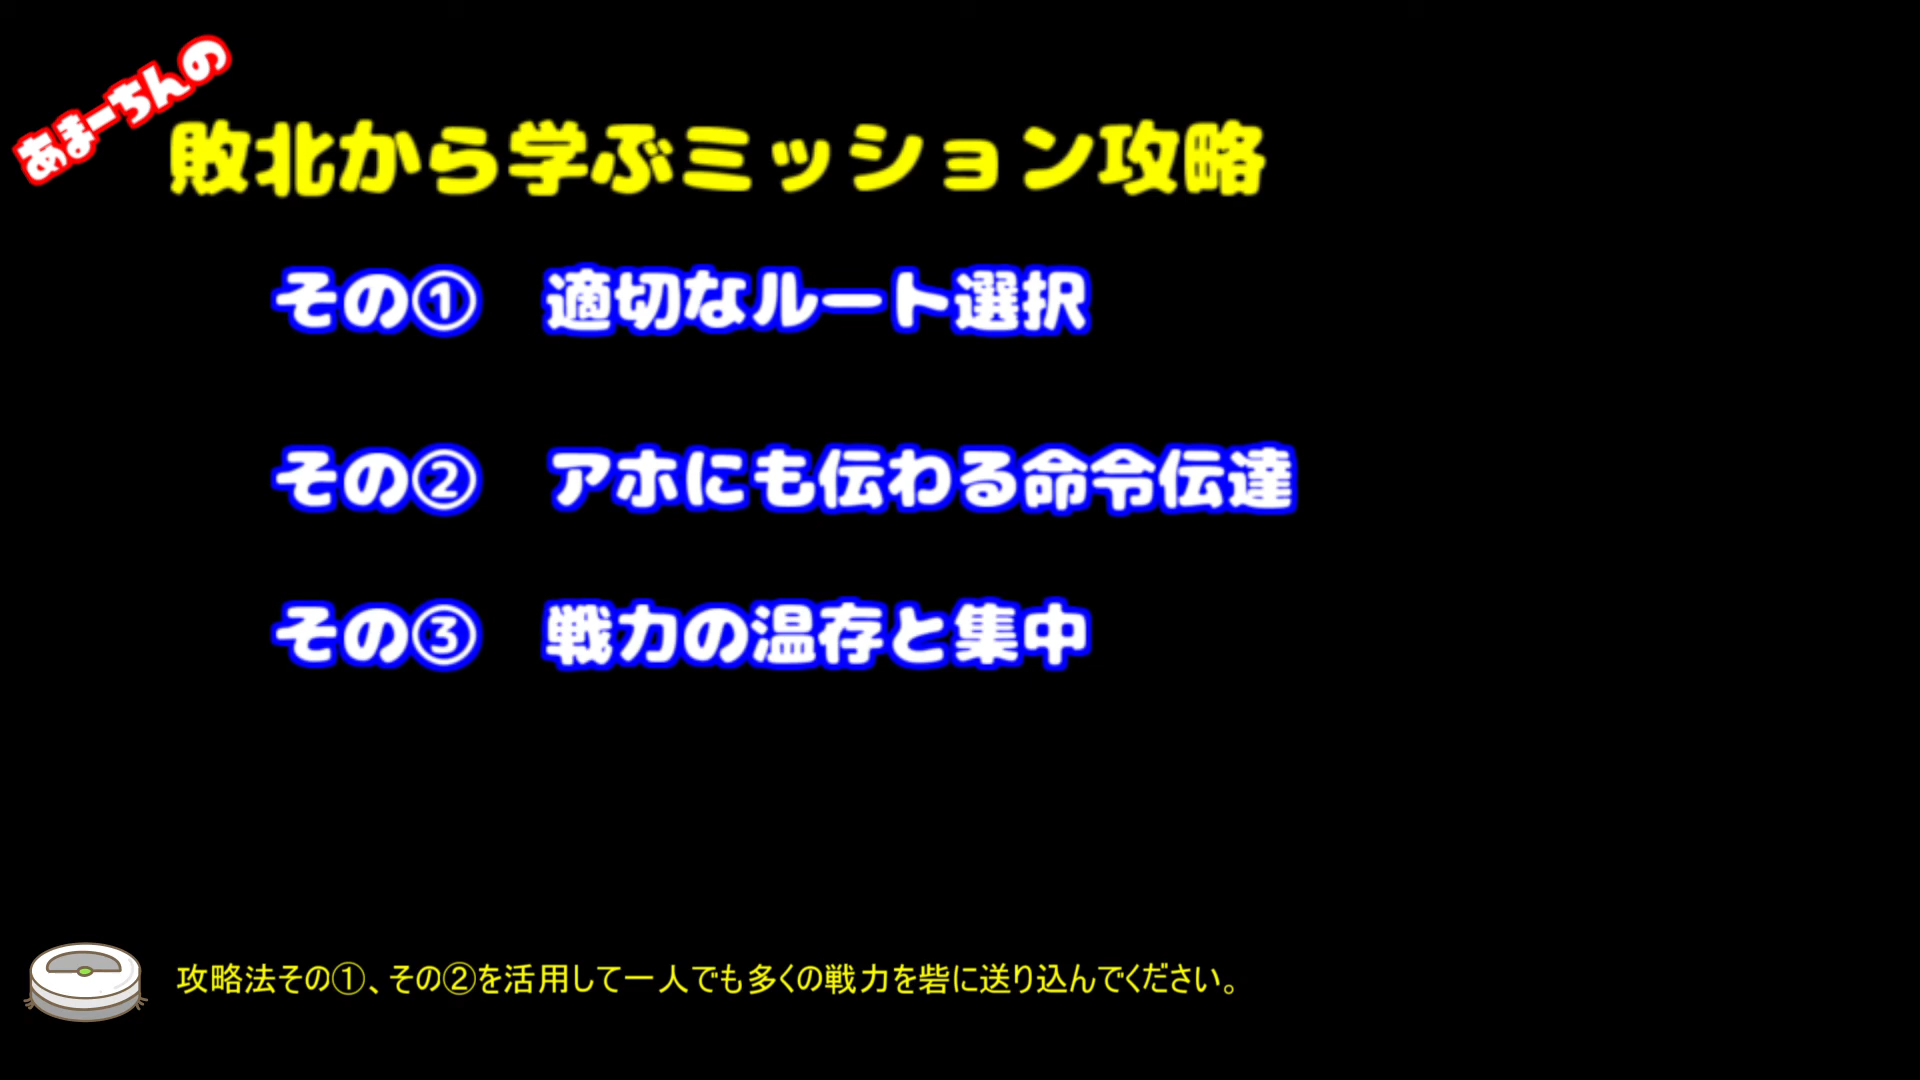 あまーちんの
敗北から学ぶミッション攻略
その①　適切なルート選択
その②　アホにも伝わる命令伝達
その③　戦力の温存と集中
攻略法その①、その②を活用して一人でも多くの戦力を砦に送り込んでください。